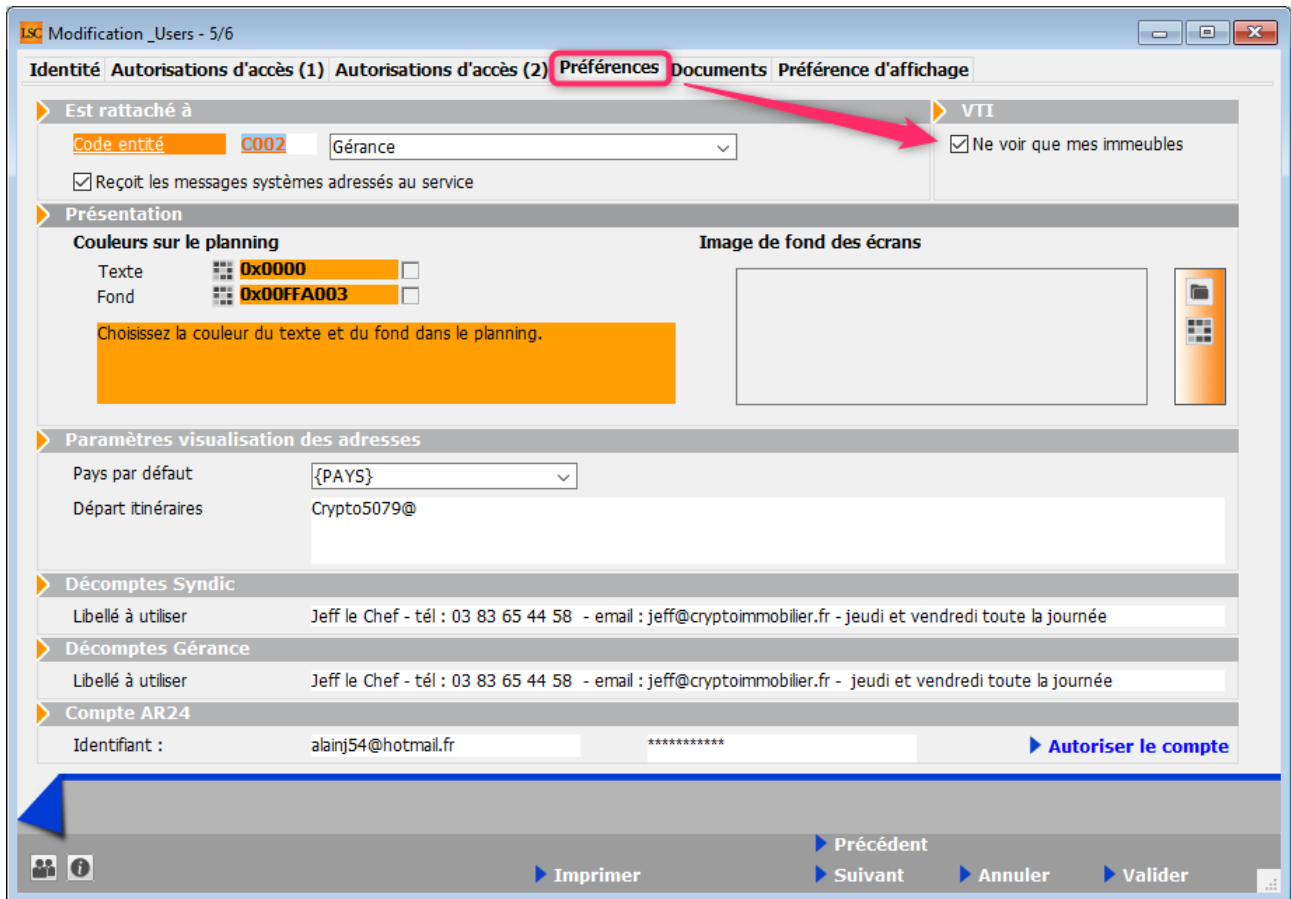 LSC Modification _Users - 5/6
Identité Autorisations d'accès (1) Autorisations d'accès (2) Préférences Documents Préférence d'affichage
Est rattaché à
VTI
Code entité C002 Gérance
Ne voir que mes immeubles
Reçoit les messages systèmes adressés au service
Présentation
Couleurs sur le planning
Image de fond des écrans
Texte 0x0000
Fond 0x00FFA003
Choisissez la couleur du texte et du fond dans le planning.
Paramètres visualisation des adresses
Pays par défaut {PAYS}
Départ itinéraires Crypto5079@
Décomptes Syndic
Libellé à utiliser Jeff le Chef - tél : 03 83 65 44 58 - email : jeff@cryptoimmobilier.fr - jeudi et vendredi toute la journée
Décomptes Gérance
Libellé à utiliser Jeff le Chef - tél : 03 83 65 44 58 - email : jeff@cryptoimmobilier.fr - jeudi et vendredi toute la journée
Compte AR24
Identifiant : alainj54@hotmail.fr *********** Autoriser le compte
Précédent
Imprimer Suivant Annuler Valider